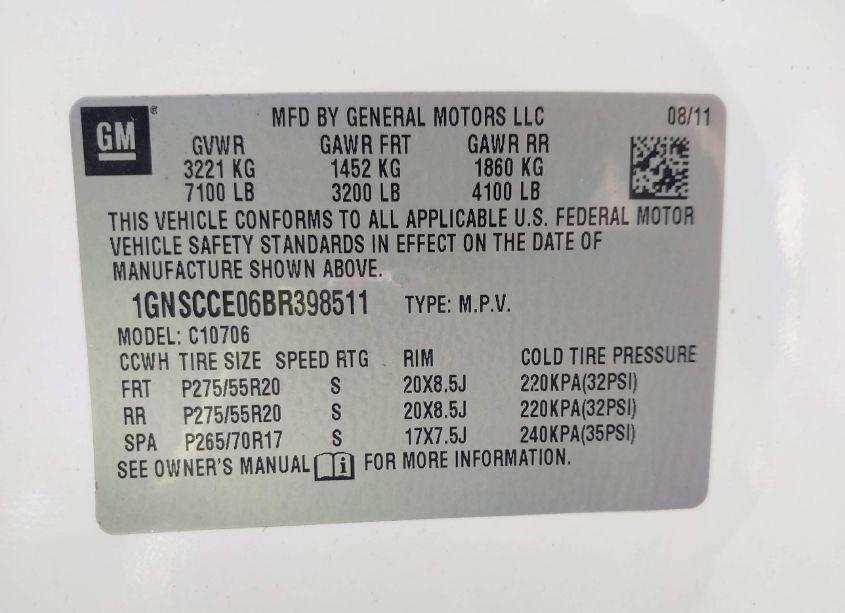 GM ® MFD BY GENERAL MOTORS LLC 08/11
GVWR GAWR FRT GAWR RR
3221 KG 1452 KG 1860 KG
7100 LB 3200 LB 4100 LB
THIS VEHICLE CONFORMS TO ALL APPLICABLE U.S. FEDERAL MOTOR
VEHICLE SAFETY STANDARDS IN EFFECT ON THE DATE OF
MANUFACTURE SHOWN ABOVE.
1GNSCCE06BR398511 TYPE: M.P.V.
MODEL: C10706
CCWH TIRE SIZE SPEED RTG RIM COLD TIRE PRESSURE
FRT P275/55R20 S 20X8.5J 220KPA(32PSI)
RR P275/55R20 S 20X8.5J 220KPA(32PSI)
SPA P265/70R17 S 17X7.5J 240KPA(35PSI)
SEE OWNER'S MANUAL i FOR MORE INFORMATION.